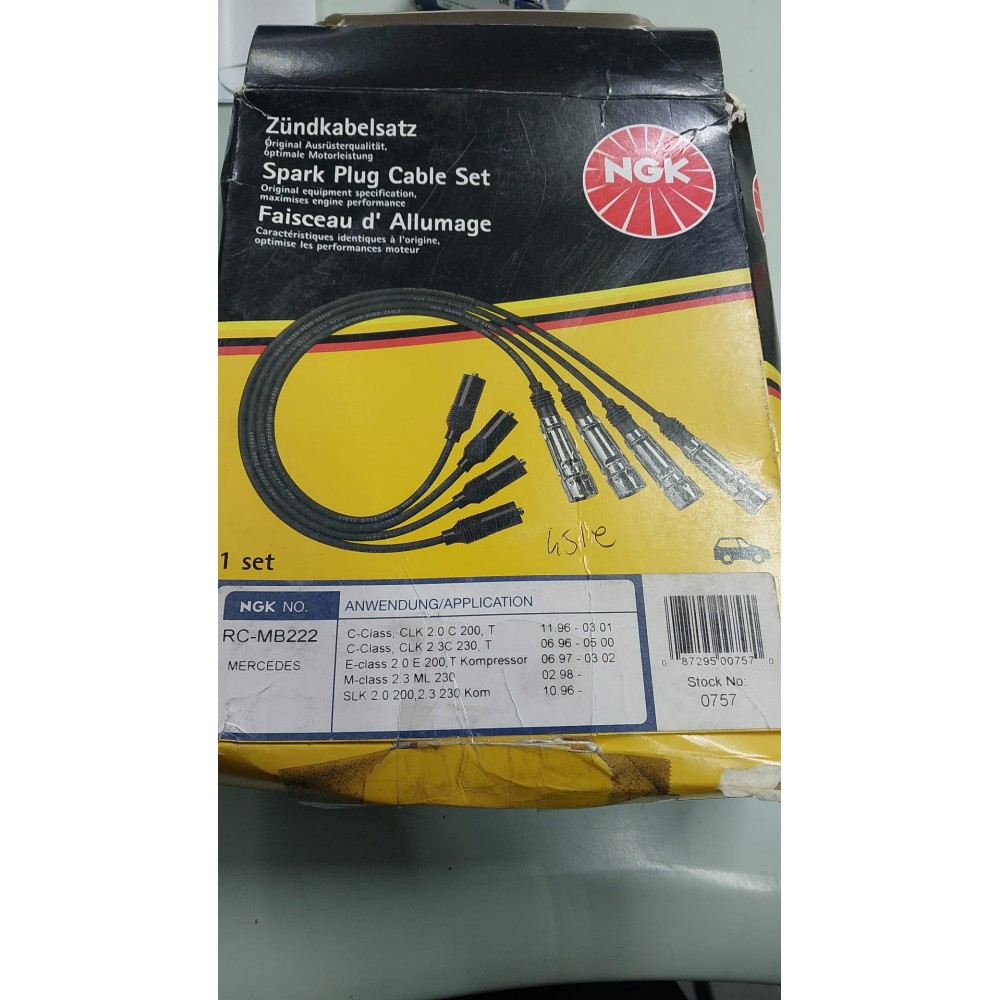 Zündkabelsatz
Original Ausrüsterqualität,
optimale Motorleistung
Spark Plug Cable Set
Original equipment specification,
maximises engine performance
Faisceau d' Allumage
Caractéristiques identiques à l'origine,
optimise les performances moteur
NGK
1 set
NGK NO.
RC-MB222
MERCEDES
ANWENDUNG/APPLICATION
C-Class, CLK 2.0 C 200, T 11.96 - 03.01
C-Class, CLK 2.3C 230, T 06.96 - 05.00
E-class 2.0 E 200,T Kompressor 06.97 - 03.02
M-class 2.3 ML 230 02.98 -
SLK 2.0 200,2.3 230 Kom 10.96 -
0 87295 00757 0
Stock No:
0757